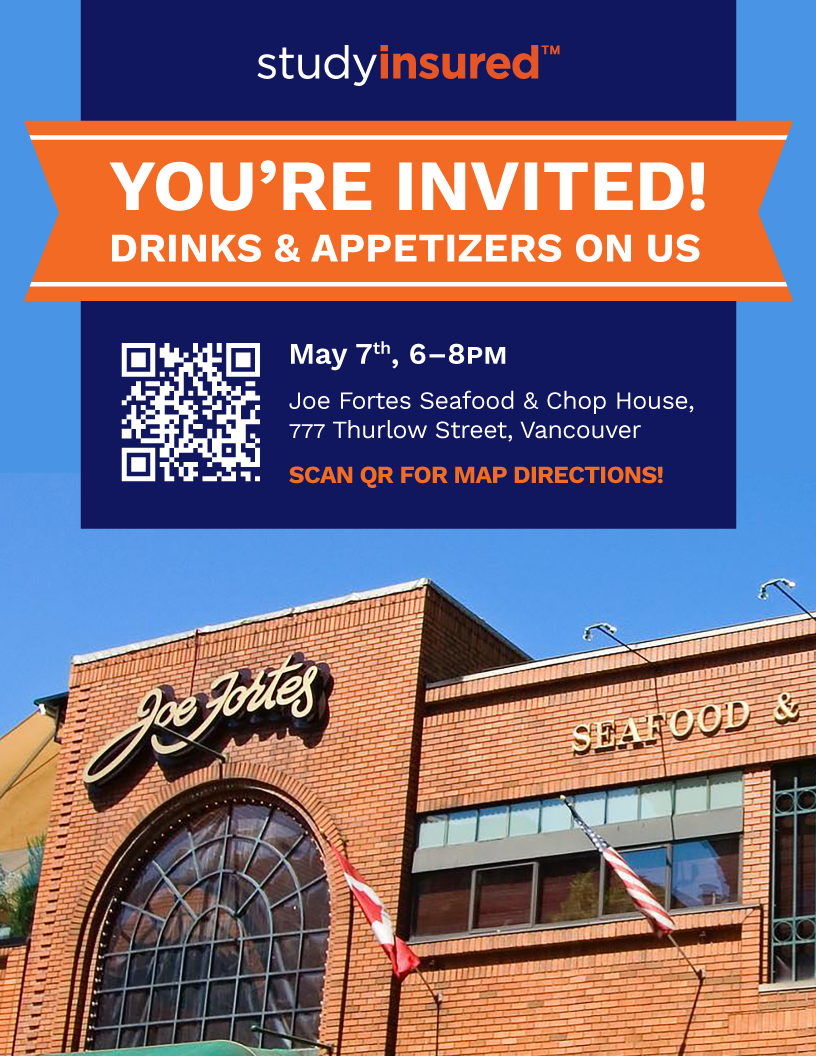 studyinsured™
YOU'RE INVITED!
DRINKS & APPETIZERS ON US
May 7th, 6–8PM
Joe Fortes Seafood & Chop House,
777 Thurlow Street, Vancouver
SCAN QR FOR MAP DIRECTIONS!
Joe Fortes
SEAFOOD &